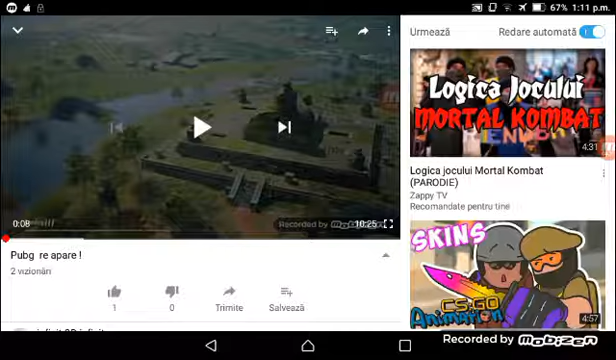 67% 1:11 p.m.
Urmează
Redare automată
0:08
Recorded by mobizen
10:25
Pubg re apare !
2 vizionări
1
0
Trimite
Salvează
Logica Jocului
MORTAL KOMBAT
4:31
Logica jocului Mortal Kombat
(PARODIE)
Zappy TV
Recomandate pentru tine
SKINS
CS:GO
ANIMATION
4:57
Recorded by mobizen